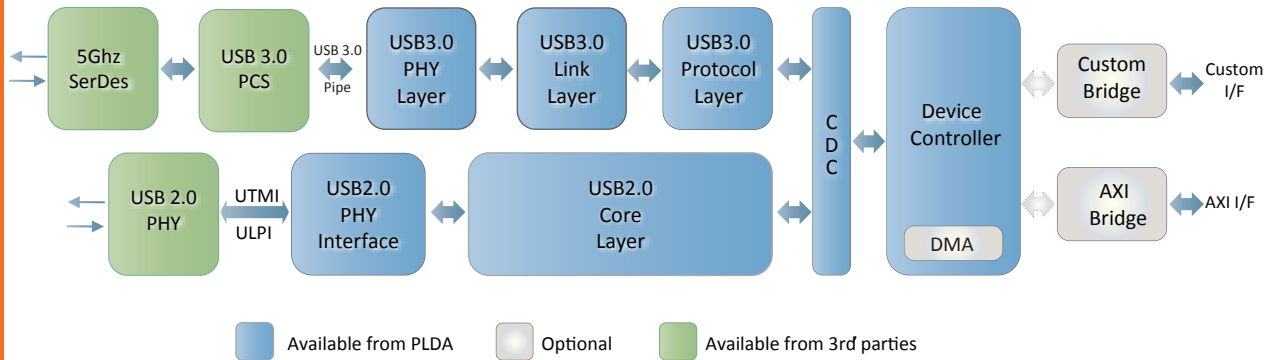 5Ghz
SerDes
USB 3.0
PCS
USB 3.0
Pipe
USB3.0
PHY
Layer
USB3.0
Link
Layer
USB3.0
Protocol
Layer
C
D
C
Device
Controller
DMA
Custom
Bridge
Custom
I/F
USB 2.0
PHY
UTMI
ULPI
USB2.0
PHY
Interface
USB2.0
Core
Layer
AXI
Bridge
AXI I/F
Available from PLDA
Optional
Available from 3rd parties